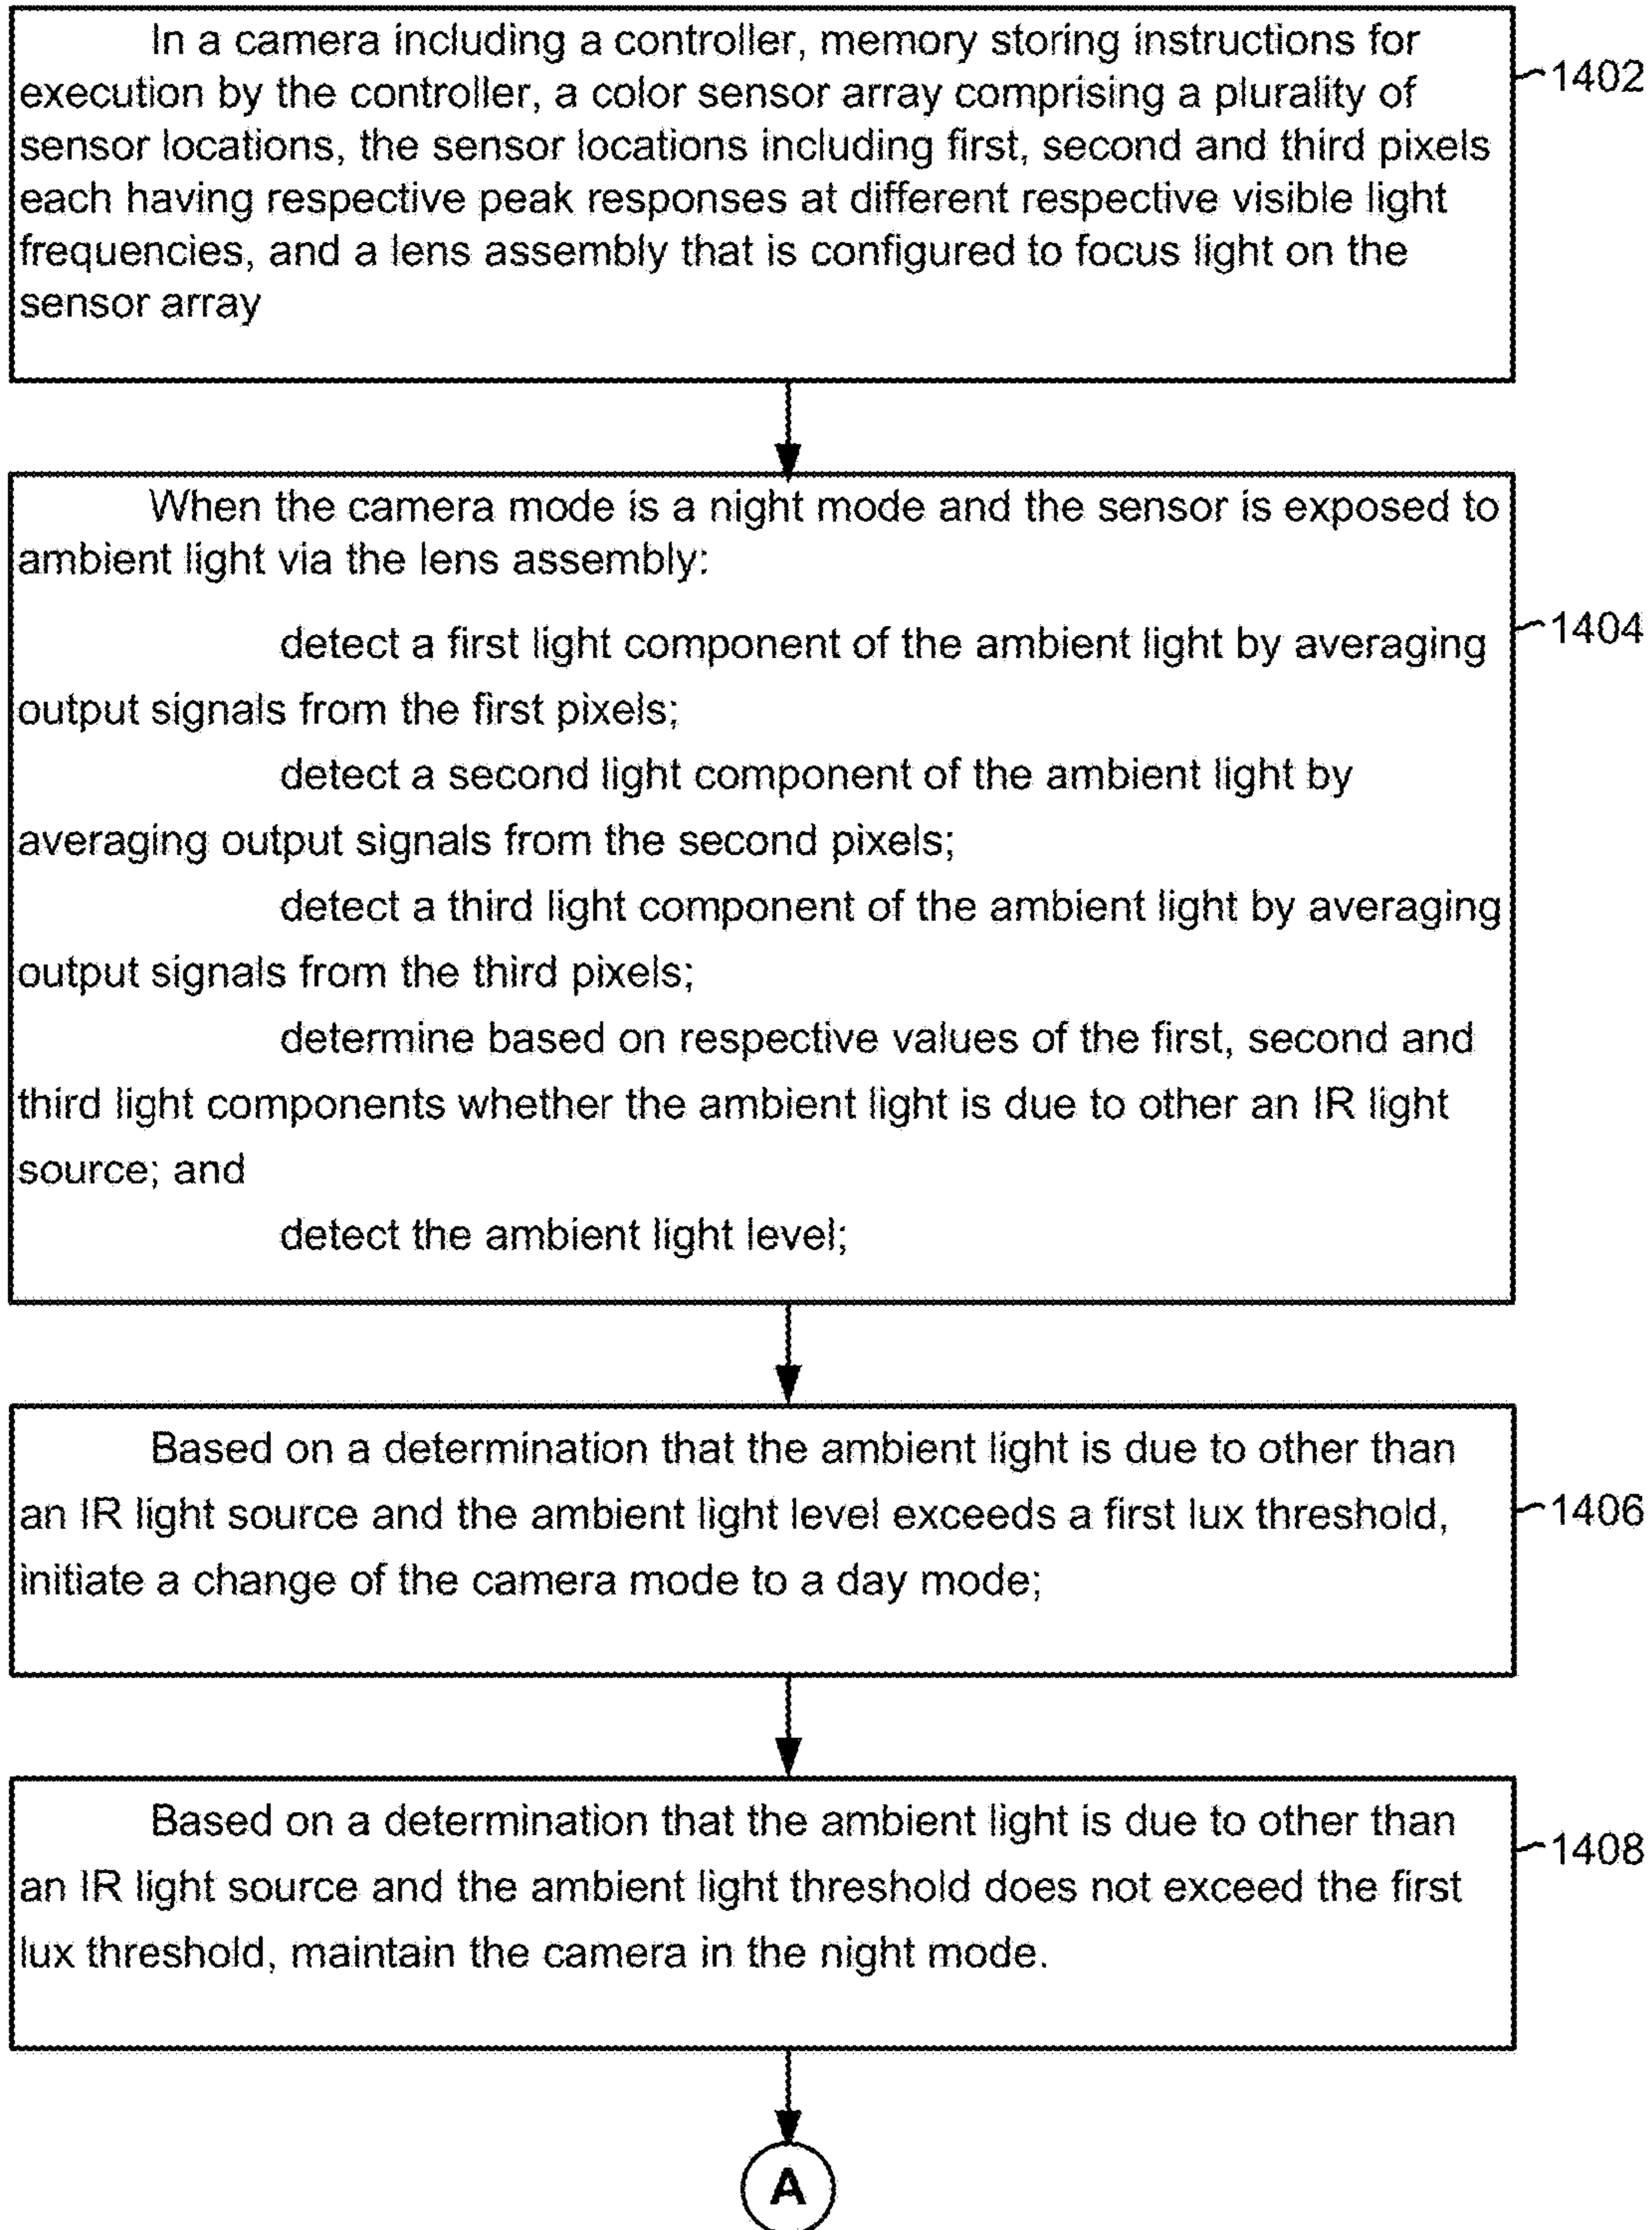 In a camera including a controller, memory storing instructions for
execution by the controller, a color sensor array comprising a plurality of
sensor locations, the sensor locations including first, second and third pixels
each having respective peak responses at different respective visible light
frequencies, and a lens assembly that is configured to focus light on the
sensor array
1402
When the camera mode is a night mode and the sensor is exposed to
ambient light via the lens assembly:
detect a first light component of the ambient light by averaging
output signals from the first pixels;
detect a second light component of the ambient light by
averaging output signals from the second pixels;
detect a third light component of the ambient light by averaging
output signals from the third pixels;
determine based on respective values of the first, second and
third light components whether the ambient light is due to other an IR light
source; and
detect the ambient light level;
1404
Based on a determination that the ambient light is due to other than
an IR light source and the ambient light level exceeds a first lux threshold,
initiate a change of the camera mode to a day mode;
1406
Based on a determination that the ambient light is due to other than
an IR light source and the ambient light threshold does not exceed the first
lux threshold, maintain the camera in the night mode.
1408
A